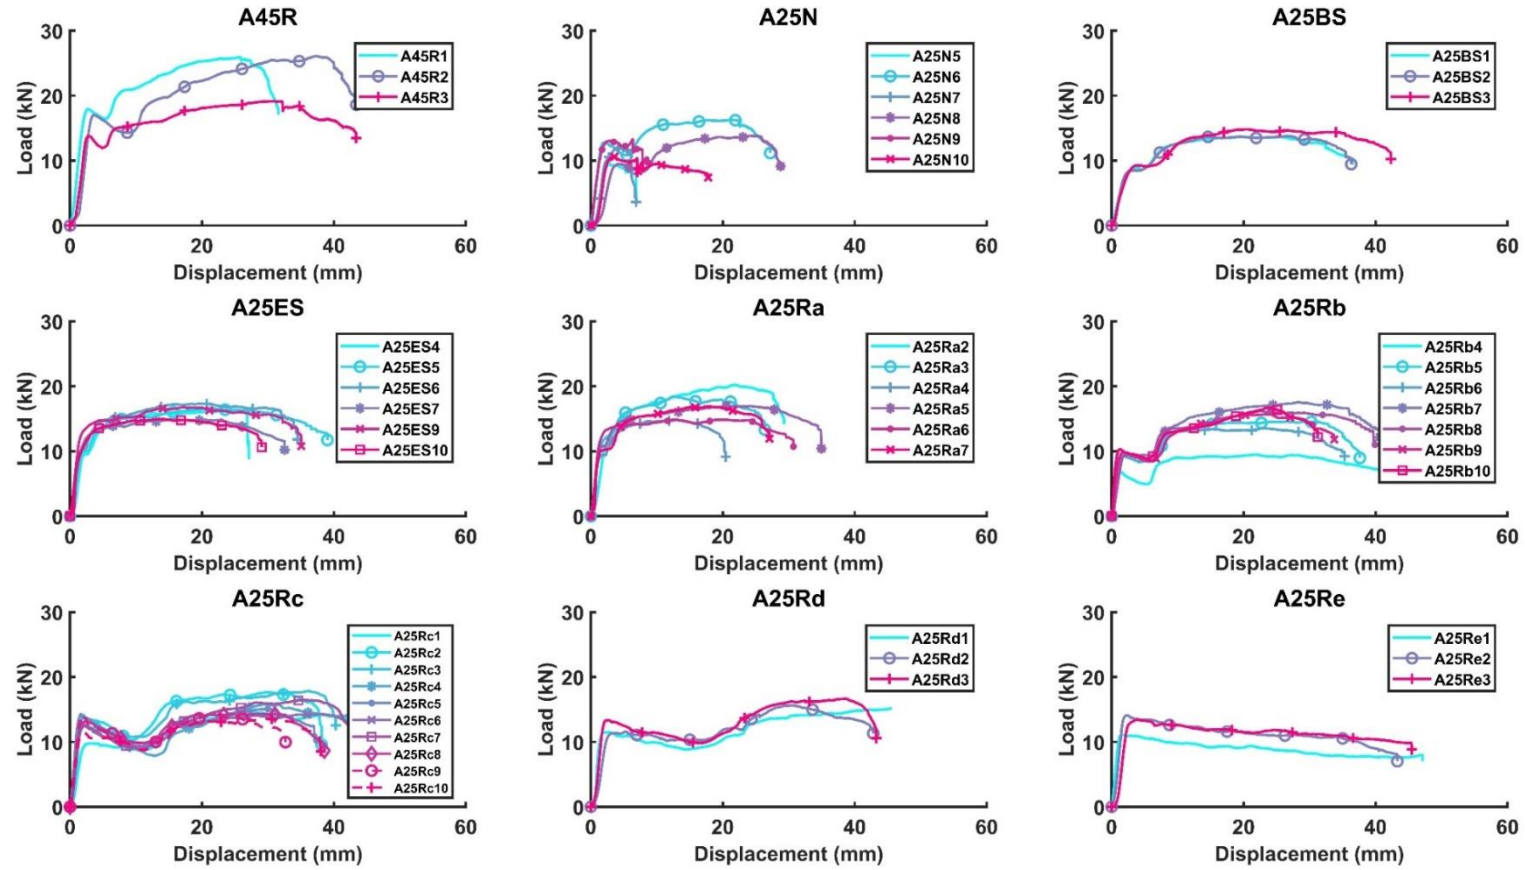 A45R
30
20
10
0
0 20 40 60
Load (kN)
Displacement (mm)
A45R1
A45R2
A45R3
A25N
30
20
10
0
0 20 40 60
Load (kN)
Displacement (mm)
A25N5
A25N6
A25N7
A25N8
A25N9
A25N10
A25BS
30
20
10
0
0 20 40 60
Load (kN)
Displacement (mm)
A25BS1
A25BS2
A25BS3
A25ES
30
20
10
0
0 20 40 60
Load (kN)
Displacement (mm)
A25ES4
A25ES5
A25ES6
A25ES7
A25ES9
A25ES10
A25Ra
30
20
10
0
0 20 40 60
Load (kN)
Displacement (mm)
A25Ra2
A25Ra3
A25Ra4
A25Ra5
A25Ra6
A25Ra7
A25Rb
30
20
10
0
0 20 40 60
Load (kN)
Displacement (mm)
A25Rb4
A25Rb5
A25Rb6
A25Rb7
A25Rb8
A25Rb9
A25Rb10
A25Rc
30
20
10
0
0 20 40 60
Load (kN)
Displacement (mm)
A25Rc1
A25Rc2
A25Rc3
A25Rc4
A25Rc5
A25Rc6
A25Rc7
A25Rc8
A25Rc9
A25Rc10
A25Rd
30
20
10
0
0 20 40 60
Load (kN)
Displacement (mm)
A25Rd1
A25Rd2
A25Rd3
A25Re
30
20
10
0
0 20 40 60
Load (kN)
Displacement (mm)
A25Re1
A25Re2
A25Re3